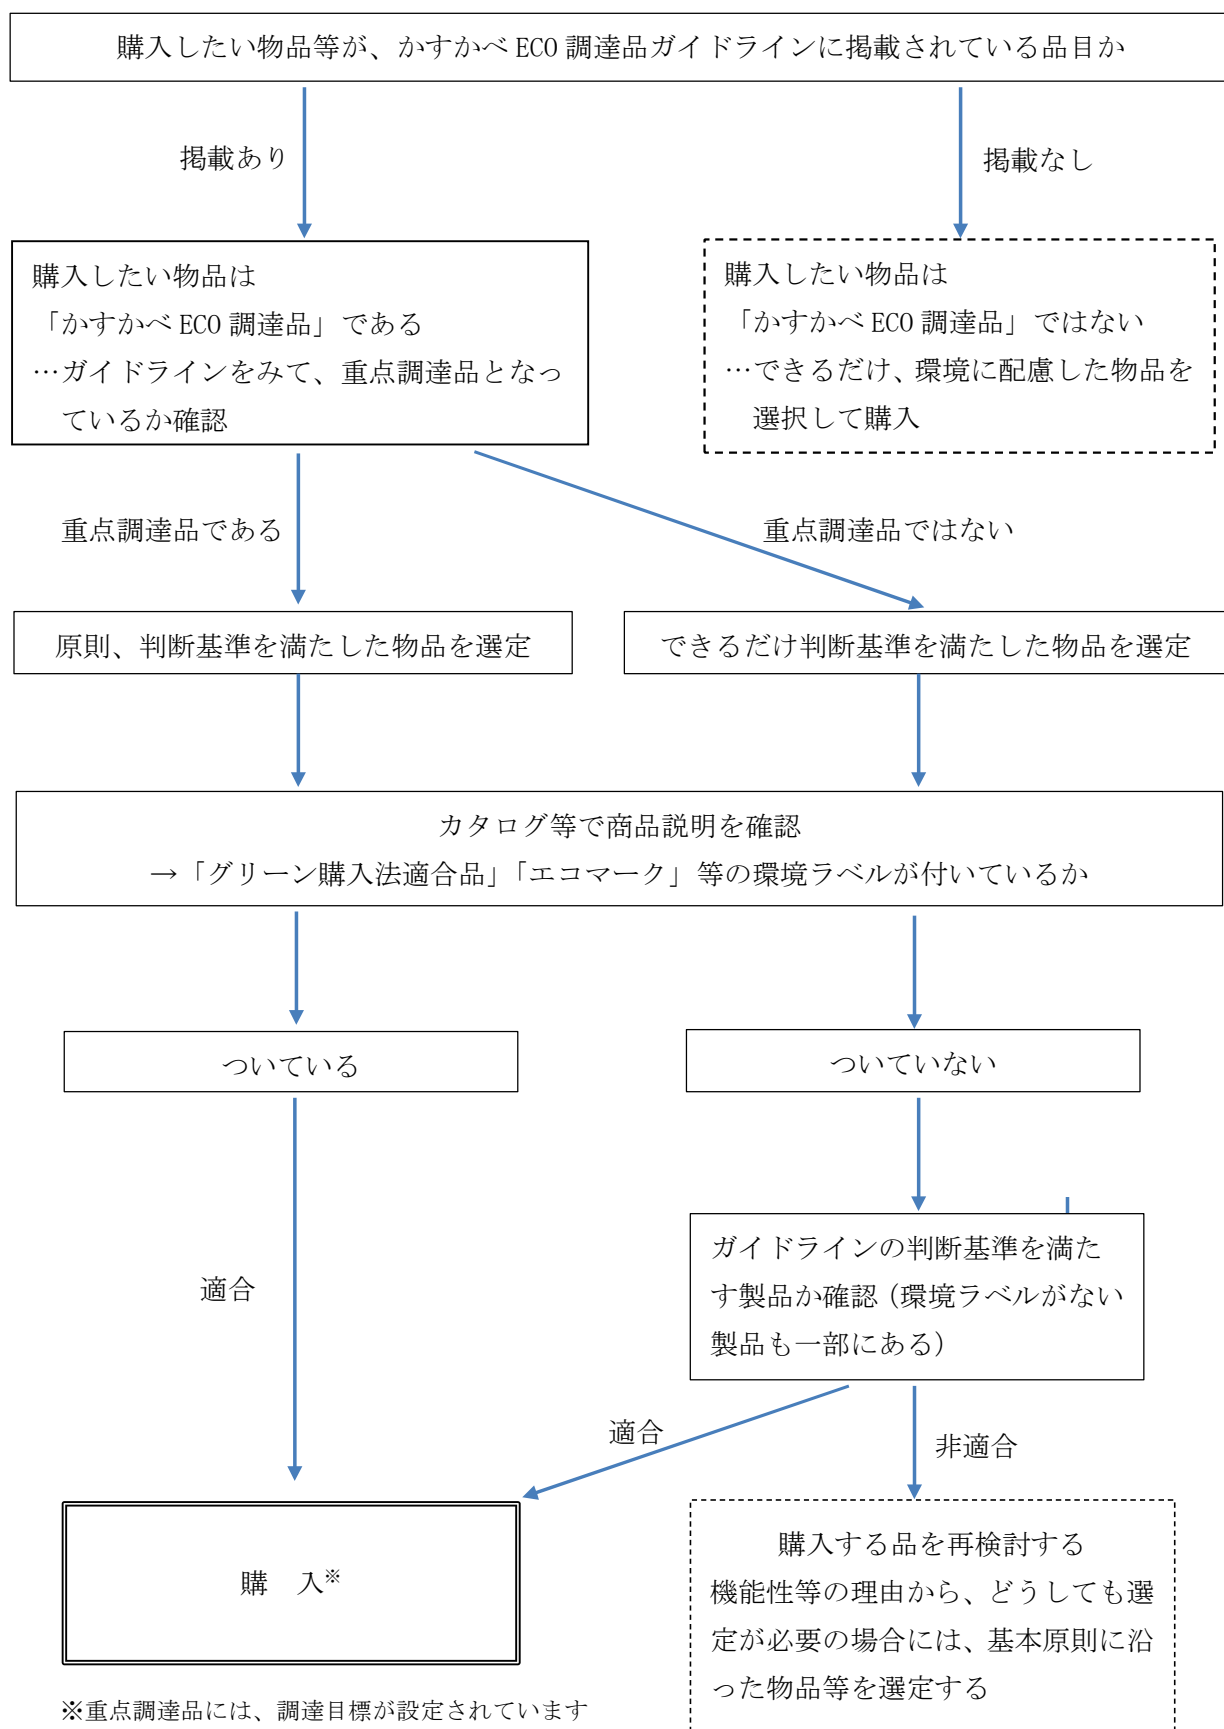 購入したい物品等が、かすかべ ECO 調達品ガイドラインに掲載されている品目か
掲載あり
掲載なし
購入したい物品は
「かすかべ ECO 調達品」である
…ガイドラインをみて、重点調達品となっ
ているか確認
購入したい物品は
「かすかべ ECO 調達品」ではない
…できるだけ、環境に配慮した物品を
選択して購入
重点調達品である
重点調達品ではない
原則、判断基準を満たした物品を選定
できるだけ判断基準を満たした物品を選定
カタログ等で商品説明を確認
→「グリーン購入法適合品」「エコマーク」等の環境ラベルが付いているか
ついている
ついていない
適合
ガイドラインの判断基準を満た
す製品か確認（環境ラベルがない
製品も一部にある）
適合
非適合
購　入※
購入する品を再検討する
機能性等の理由から、どうしても選
定が必要の場合には、基本原則に沿
った物品等を選定する
※重点調達品には、調達目標が設定されています